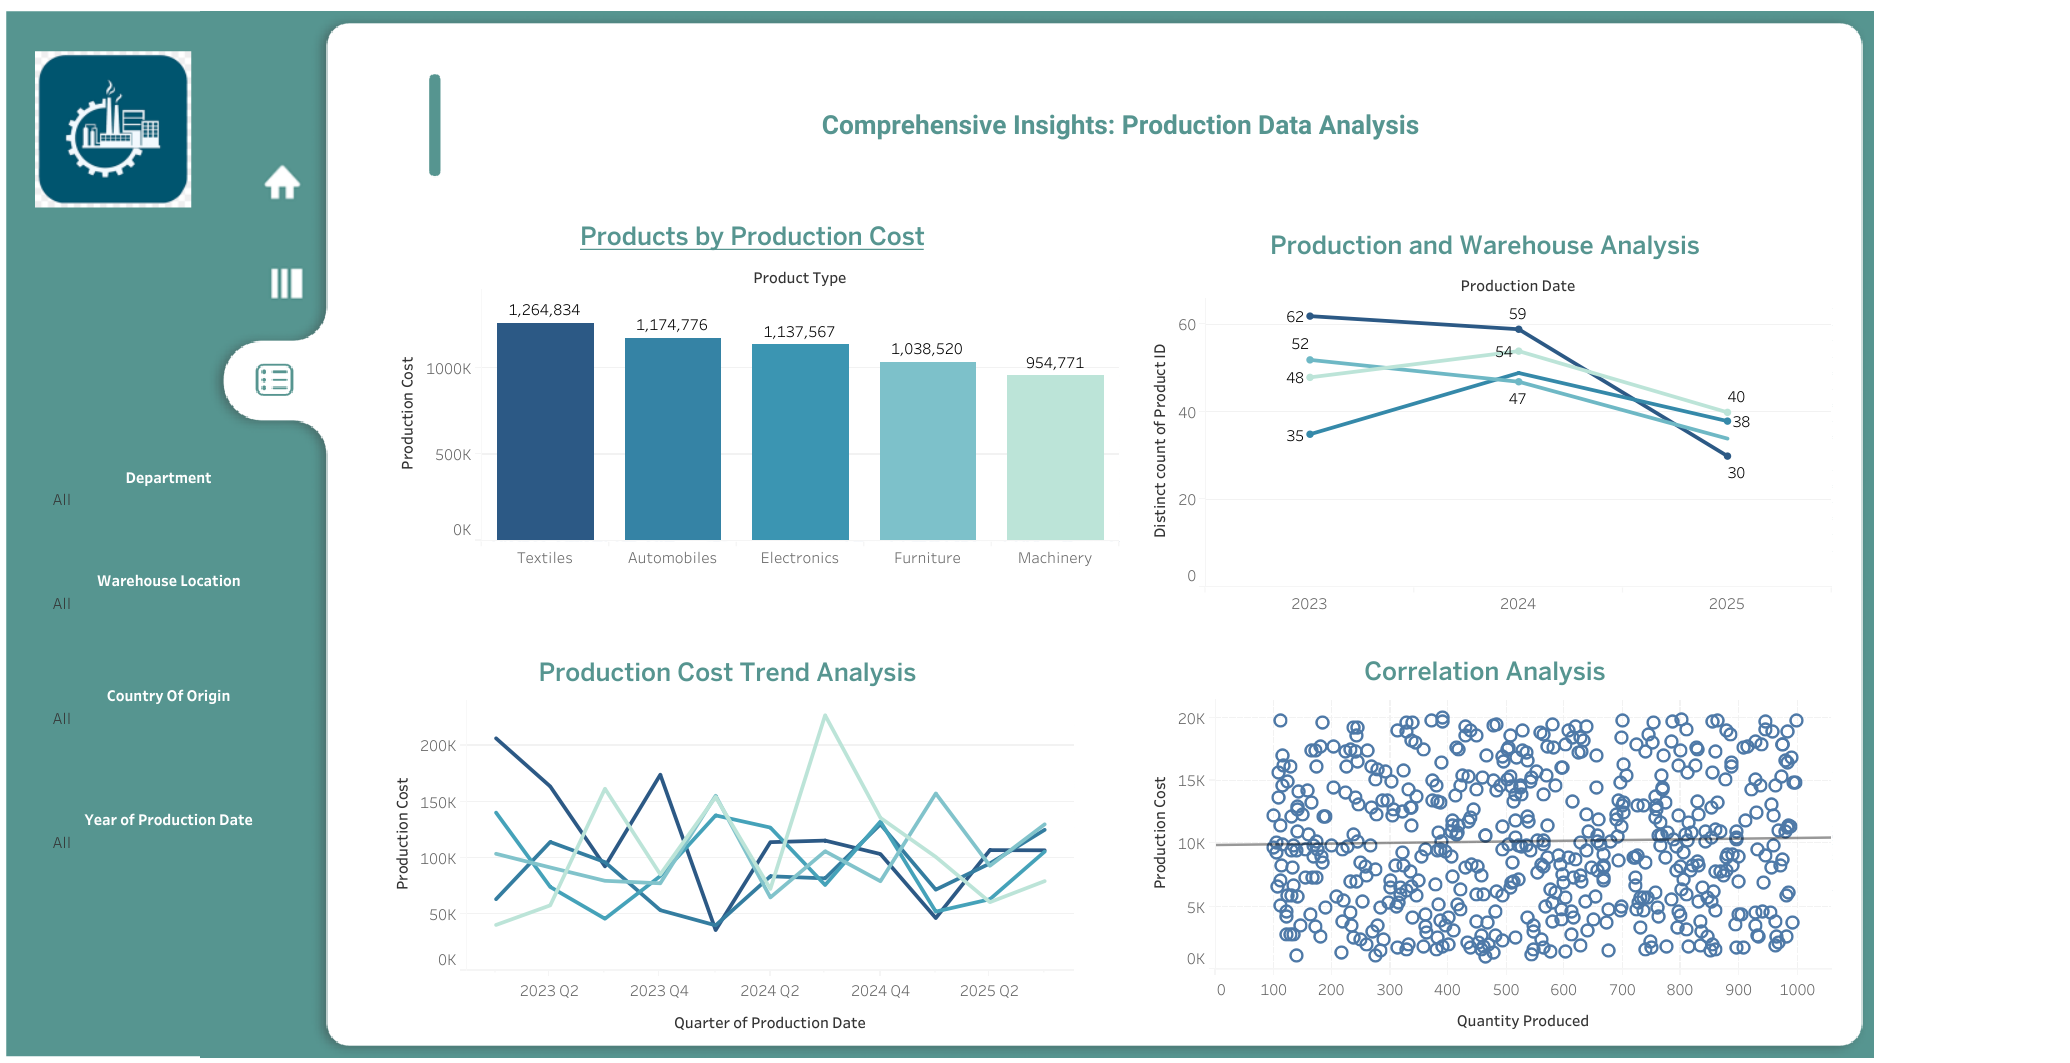 Comprehensive Insights: Production Data Analysis
Department
All
Warehouse Location
All
Country Of Origin
All
Year of Production Date
All
Products by Production Cost
Product Type
Production Cost
1000K
500K
0K
1,264,834
1,174,776
1,137,567
1,038,520
954,771
Textiles
Automobiles
Electronics
Furniture
Machinery
Production and Warehouse Analysis
Production Date
Distinct count of Product ID
60
40
20
0
62
52
48
35
59
54
47
40
38
30
2023
2024
2025
Production Cost Trend Analysis
Production Cost
200K
150K
100K
50K
0K
2023 Q2
2023 Q4
2024 Q2
2024 Q4
2025 Q2
Quarter of Production Date
Correlation Analysis
Production Cost
20K
15K
10K
5K
0K
0
100
200
300
400
500
600
700
800
900
1000
Quantity Produced